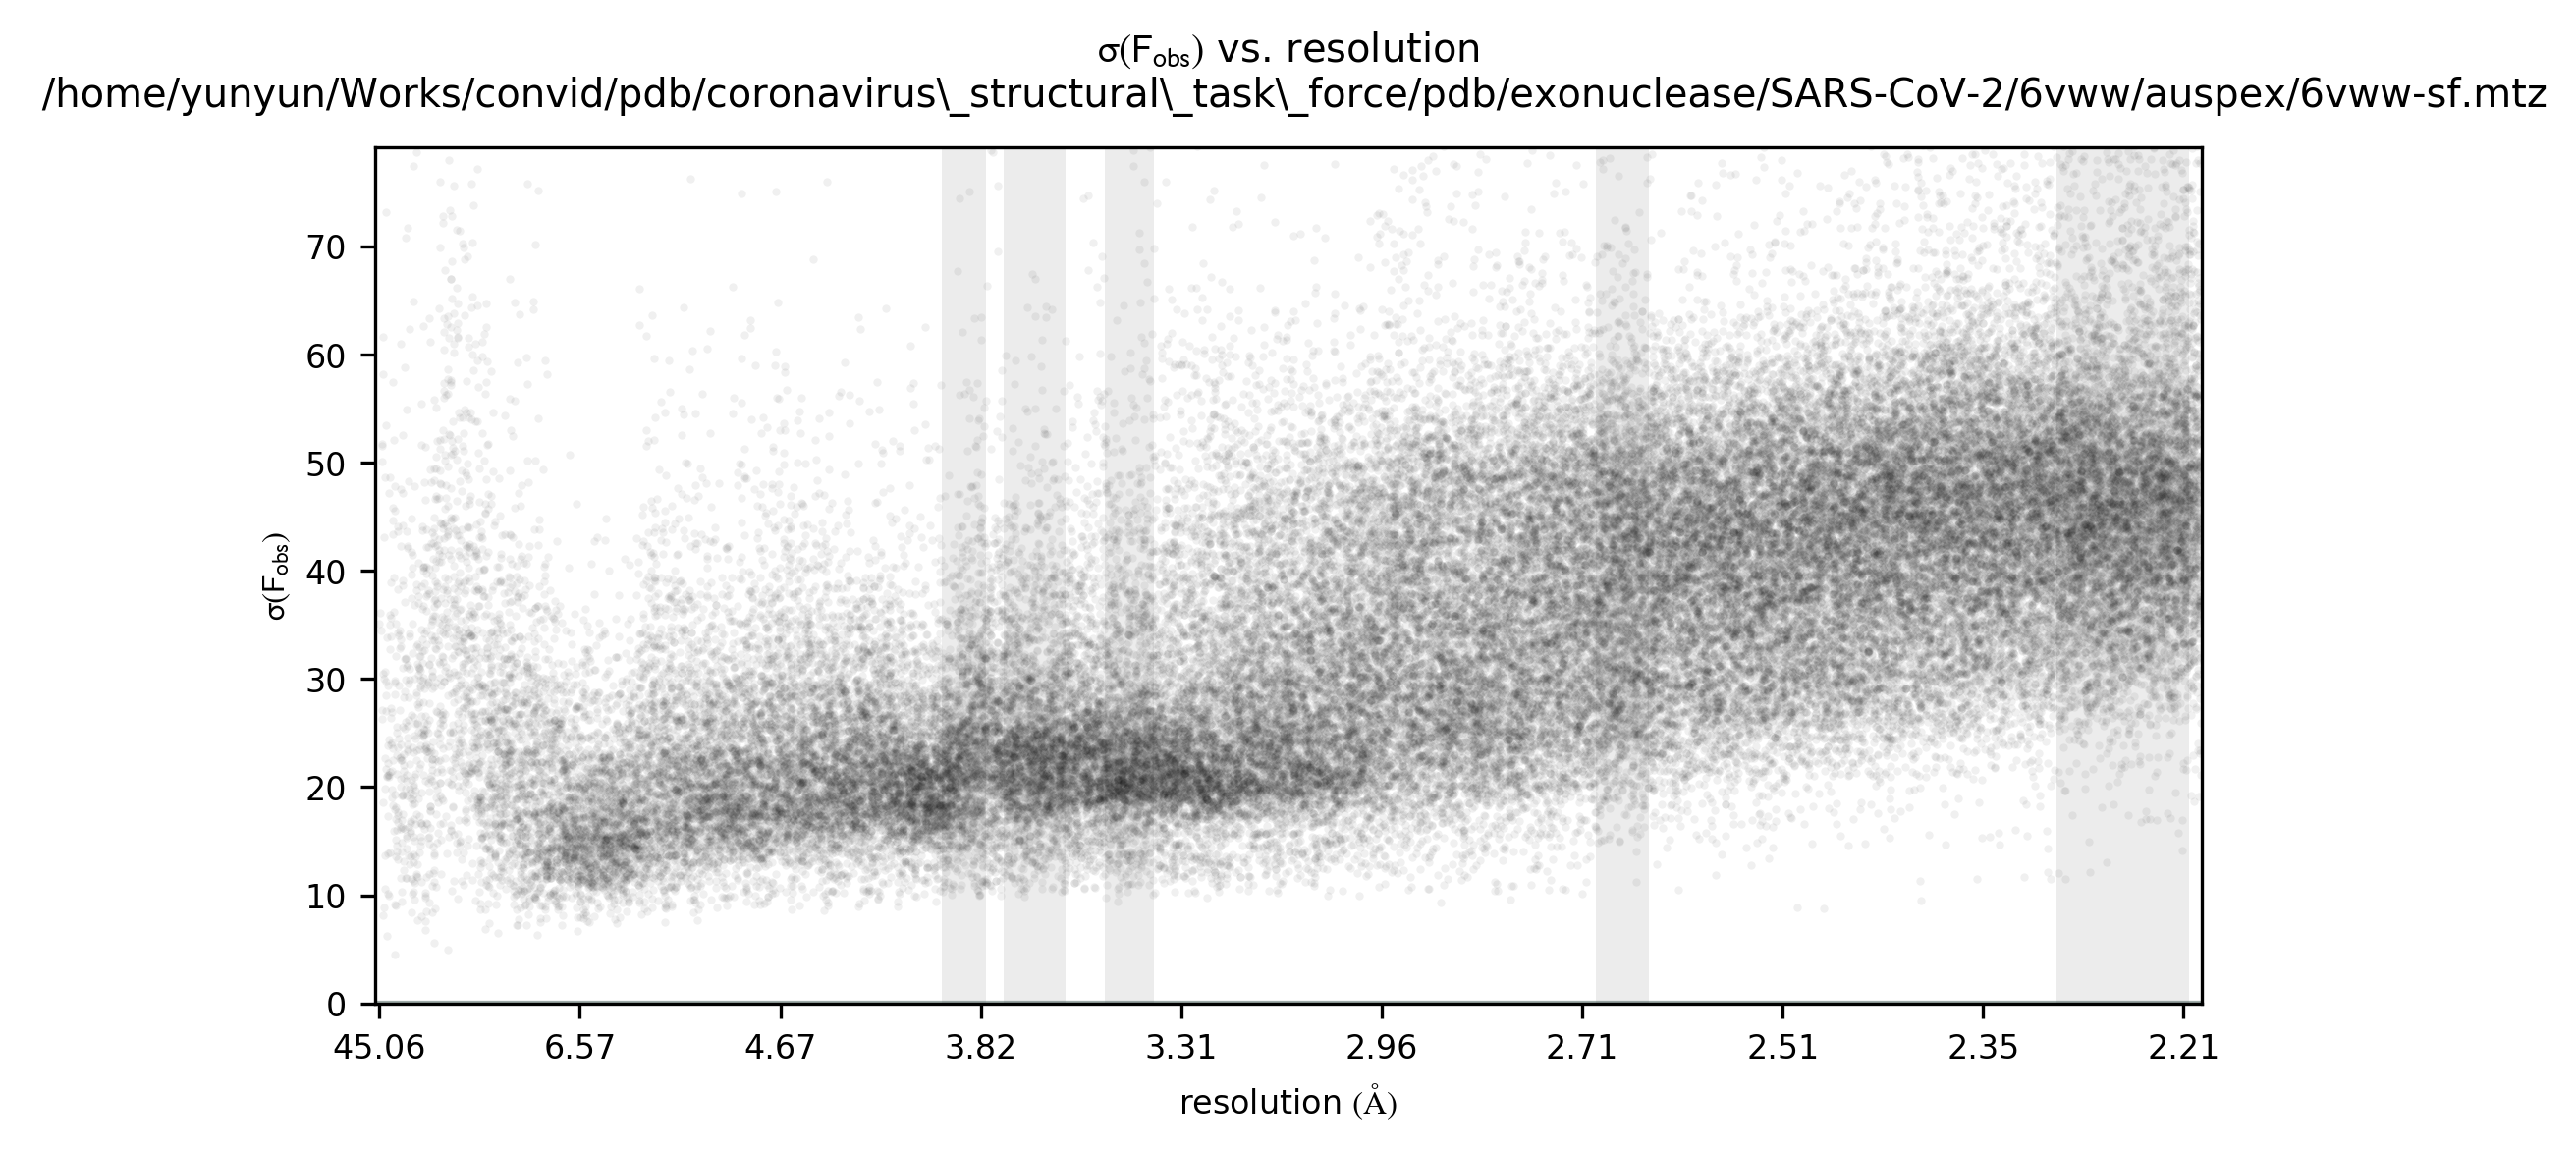 σ(Fobs) vs. resolution
/home/yunyun/Works/convid/pdb/coronavirus\_structural\_task\_force/pdb/exonuclease/SARS-CoV-2/6vww/auspex/6vww-sf.mtz
70
60
50
40
30
20
10
0
σ(Fobs)
45.06 6.57 4.67 3.82 3.31 2.96 2.71 2.51 2.35 2.21
resolution (Å)